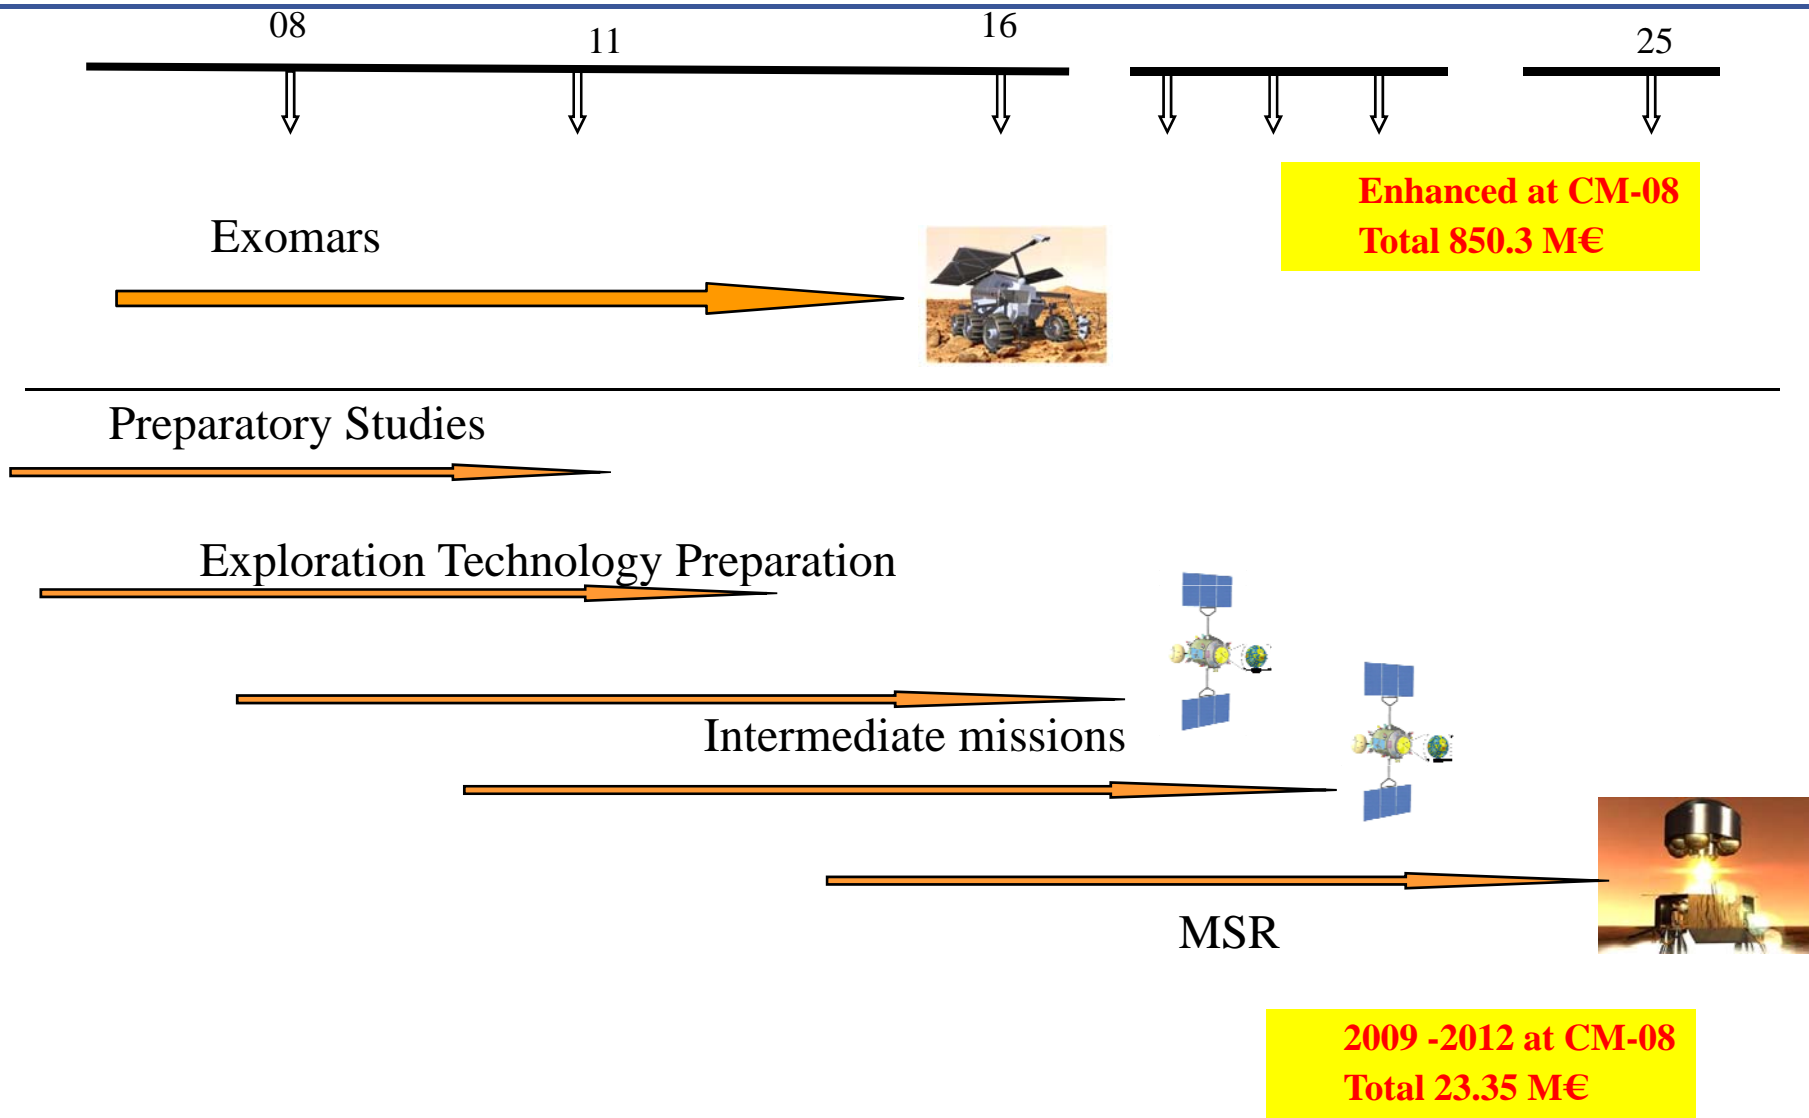 08
11
16
25
Enhanced at CM-08
Total 850.3 M€
Exomars
Preparatory Studies
Exploration Technology Preparation
Intermediate missions
MSR
2009 -2012 at CM-08
Total 23.35 M€